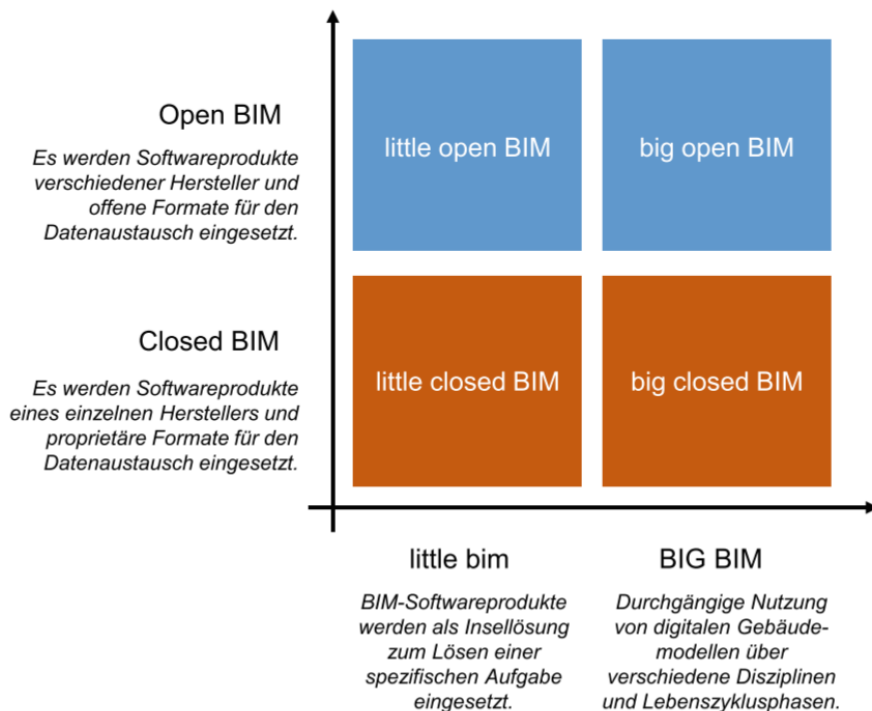 Open BIM
Es werden Softwareprodukte
verschiedener Hersteller und
offene Formate für den
Datenaustausch eingesetzt.
little open BIM
big open BIM
Closed BIM
Es werden Softwareprodukte
eines einzelnen Herstellers und
proprietäre Formate für den
Datenaustausch eingesetzt.
little closed BIM
big closed BIM
little bim
BIM-Softwareprodukte
werden als Insellösung
zum Lösen einer
spezifischen Aufgabe
eingesetzt.
BIG BIM
Durchgängige Nutzung
von digitalen Gebäude-
modellen über
verschiedene Disziplinen
und Lebenszyklusphasen.